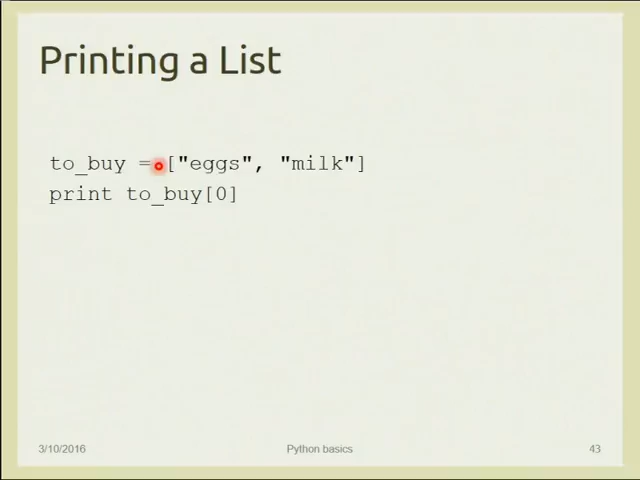 Printing a List
to_buy = ["eggs", "milk"]
print to_buy[0]
3/10/2016
Python basics
43